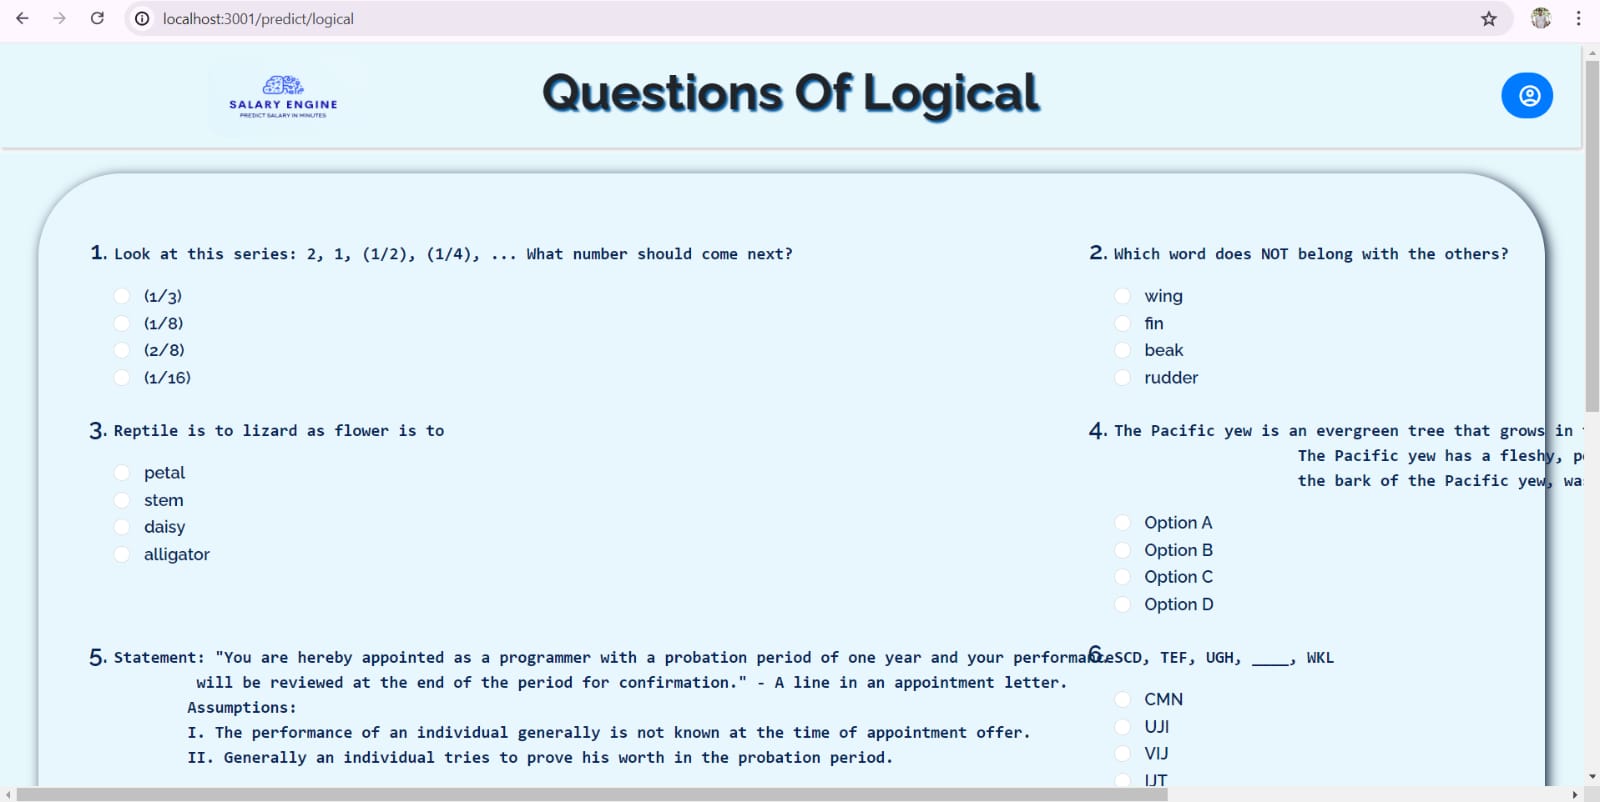 localhost:3001/predict/logical
SALARY ENGINE
PREDICT SALARY IN MINUTES
Questions Of Logical
1. Look at this series: 2, 1, (1/2), (1/4), ... What number should come next?
(1/3)
(1/8)
(2/8)
(1/16)
2. Which word does NOT belong with the others?
wing
fin
beak
rudder
3. Reptile is to lizard as flower is to
petal
stem
daisy
alligator
4. The Pacific yew is an evergreen tree that grows in
The Pacific yew has a fleshy,
the bark of the Pacific yew,
Option A
Option B
Option C
Option D
5. Statement: "You are hereby appointed as a programmer with a probation period of one year and your performance
will be reviewed at the end of the period for confirmation." - A line in an appointment letter.
Assumptions:
I. The performance of an individual generally is not known at the time of appointment offer.
II. Generally an individual tries to prove his worth in the probation period.
6. SCD, TEF, UGH, ____, WKL
CMN
UJI
VIJ
IJT